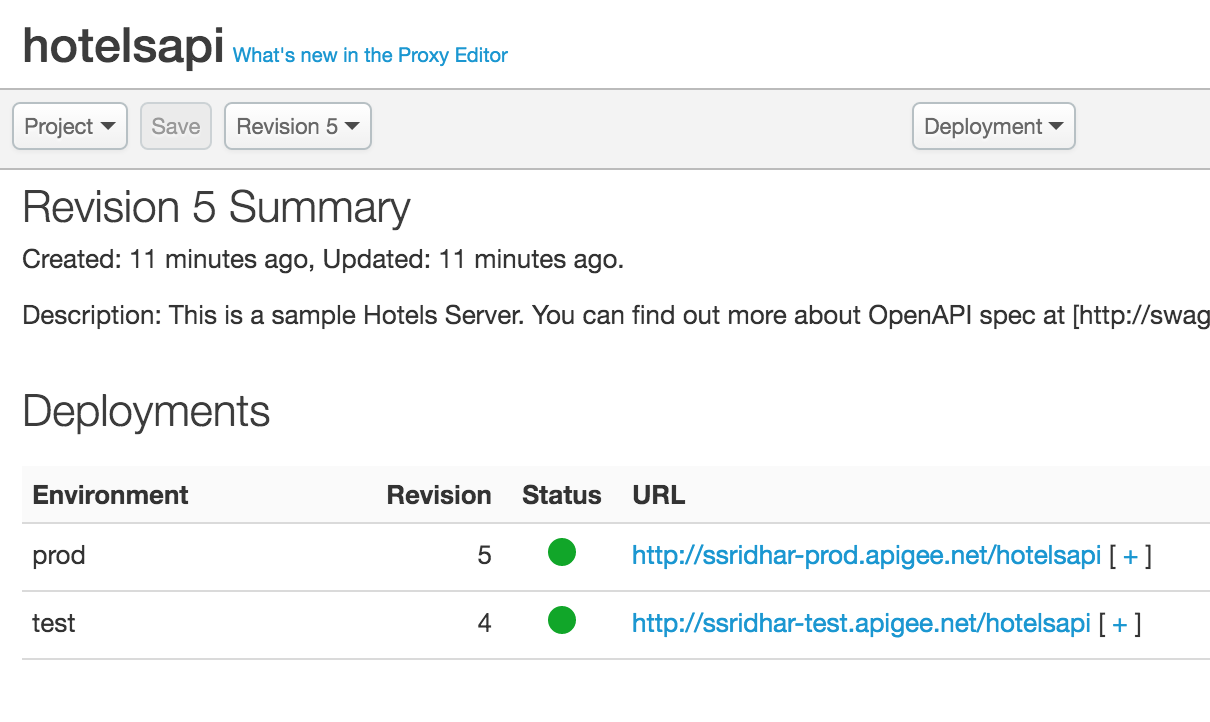 hotelsapi What's new in the Proxy Editor
Project Save Revision 5 Deployment
Revision 5 Summary
Created: 11 minutes ago, Updated: 11 minutes ago.
Description: This is a sample Hotels Server. You can find out more about OpenAPI spec at [http://swag
Deployments
Environment Revision Status URL
prod 5 http://ssridhar-prod.apigee.net/hotelsapi [ + ]
test 4 http://ssridhar-test.apigee.net/hotelsapi [ + ]